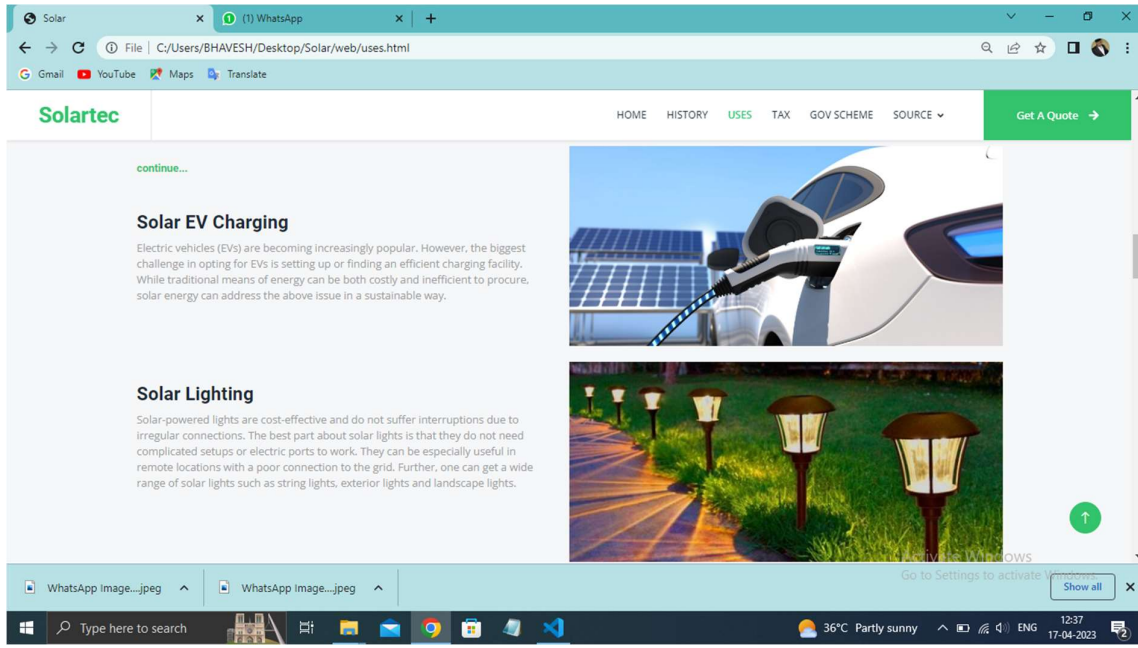 Solar
(1) WhatsApp
File
C:/Users/BHAVESH/Desktop/Solar/web/uses.html
Gmail
YouTube
Maps
Translate
Solartec
HOME
HISTORY
USES
TAX
GOV SCHEME
SOURCE
Get A Quote
continue...
Solar EV Charging
Electric vehicles (EVs) are becoming increasingly popular. However, the biggest
challenge in opting for EVs is setting up or finding an efficient charging facility.
While traditional means of energy can be both costly and inefficient to procure,
solar energy can address the above issue in a sustainable way.
Solar Lighting
Solar-powered lights are cost-effective and do not suffer interruptions due to
irregular connections. The best part about solar lights is that they do not need
complicated setups or electric ports to work. They can be especially useful in
remote locations with a poor connection to the grid. Further, one can get a wide
range of solar lights such as string lights, exterior lights and landscape lights.
Activate Windows
Go to Settings to activate Windows.
WhatsApp Image....jpeg
WhatsApp Image....jpeg
Show all
Type here to search
36°C Partly sunny
ENG
12:37
17-04-2023
2